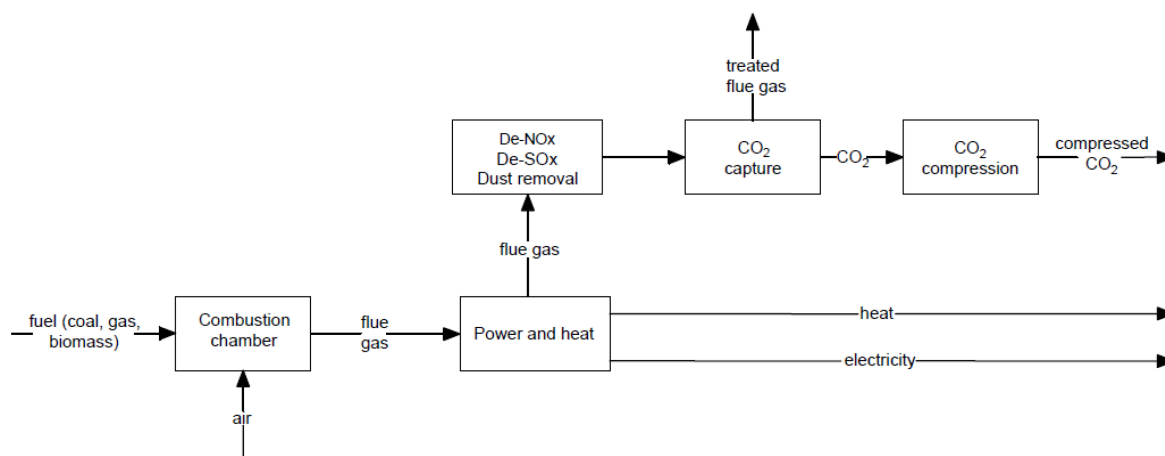 treated
flue gas
De-NOx
De-SOx
Dust removal
CO2
capture
CO2
CO2
compression
compressed
CO2
flue gas
fuel (coal, gas,
biomass)
Combustion
chamber
flue
gas
Power and heat
heat
electricity
air